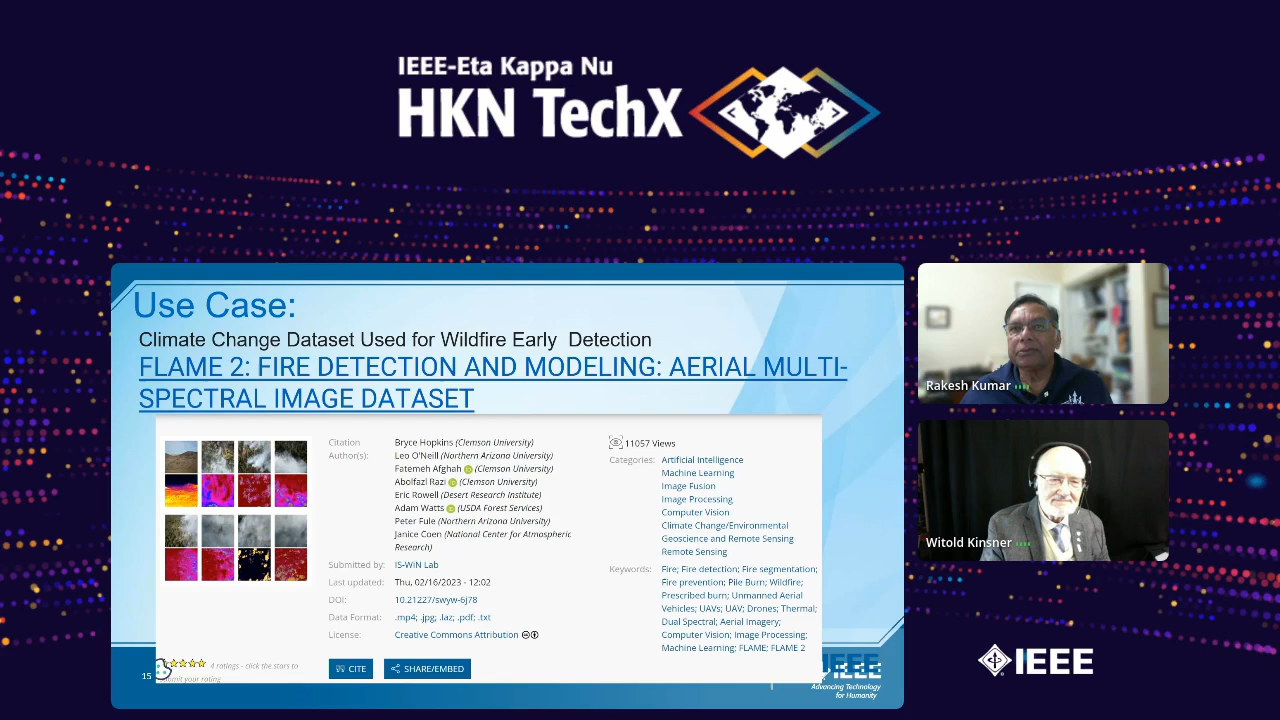 IEEE-Eta Kappa Nu
HKN TechX
Use Case:
Climate Change Dataset Used for Wildfire Early Detection
FLAME 2: FIRE DETECTION AND MODELING: AERIAL MULTI-
SPECTRAL IMAGE DATASET
Citation
Author(s):
Bryce Hopkins (Clemson University)
Leo O'Neill (Northern Arizona University)
Fatemeh Afghah (Clemson University)
Abolfazl Razi (Clemson University)
Eric Rowell (Desert Research Institute)
Adam Watts (USDA Forest Services)
Peter Fule (Northern Arizona University)
Janice Coen (National Center for Atmospheric
Research)
Submitted by: IS-WiN Lab
Last updated: Thu, 02/16/2023 - 12:02
DOI: 10.21227/swyw-6j78
Data Format: .mp4; .jpg; .laz; .pdf; .txt
License: Creative Commons Attribution
CITE
SHARE/EMBED
11057 Views
Categories: Artificial Intelligence
Machine Learning
Image Fusion
Image Processing
Computer Vision
Climate Change/Environmental
Geoscience and Remote Sensing
Remote Sensing
Keywords: Fire; Fire detection; Fire segmentation;
Fire prevention; Pile Burn; Wildfire;
Prescribed burn; Unmanned Aerial
Vehicles; UAVs; UAV; Drones; Thermal;
Dual Spectral; Aerial Imagery;
Computer Vision; Image Processing;
Machine Learning; FLAME; FLAME 2
4 ratings - click the stars to
your rating
15
IEEE
Advancing Technology
for Humanity
Rakesh Kumar
Witold Kinsner
IEEE